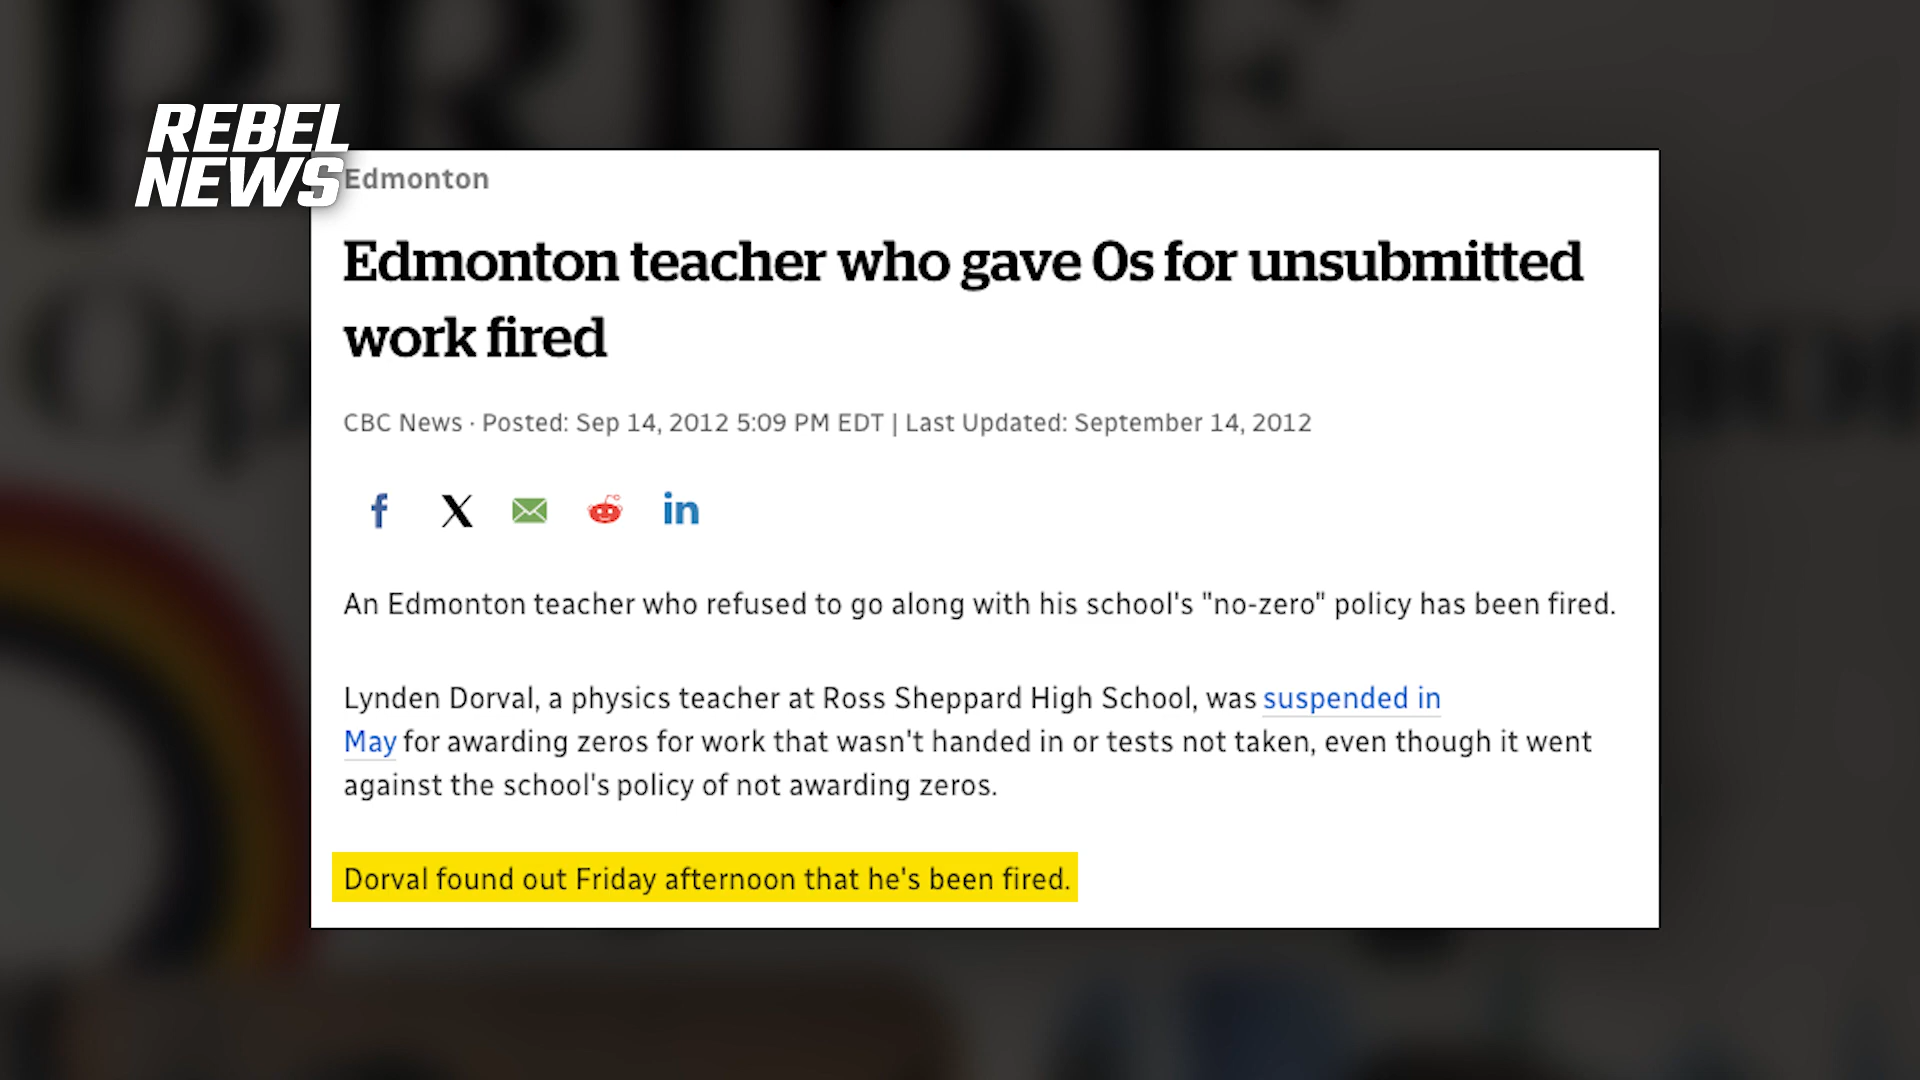 REBEL
NEWS
Edmonton
Edmonton teacher who gave 0s for unsubmitted
work fired
CBC News · Posted: Sep 14, 2012 5:09 PM EDT | Last Updated: September 14, 2012
An Edmonton teacher who refused to go along with his school's "no-zero" policy has been fired.
Lynden Dorval, a physics teacher at Ross Sheppard High School, was suspended in
May for awarding zeros for work that wasn't handed in or tests not taken, even though it went
against the school's policy of not awarding zeros.
Dorval found out Friday afternoon that he's been fired.